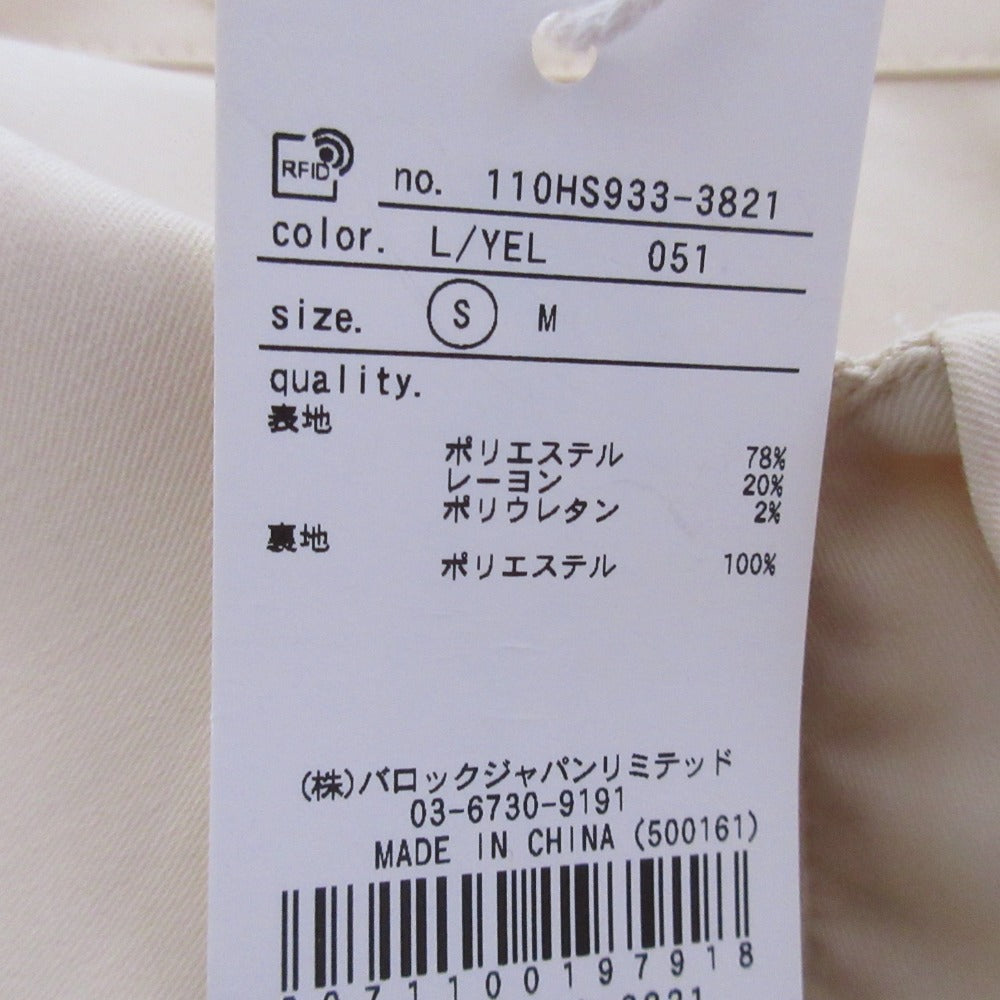 RFID
no. 110HS933-3821
color. L/YEL 051
size. S M
quality.
表地
ポリエステル 78%
レーヨン 20%
ポリウレタン 2%
裏地
ポリエステル 100%
(株)バロックジャパンリミテッド
03-6730-9191
MADE IN CHINA (500161)